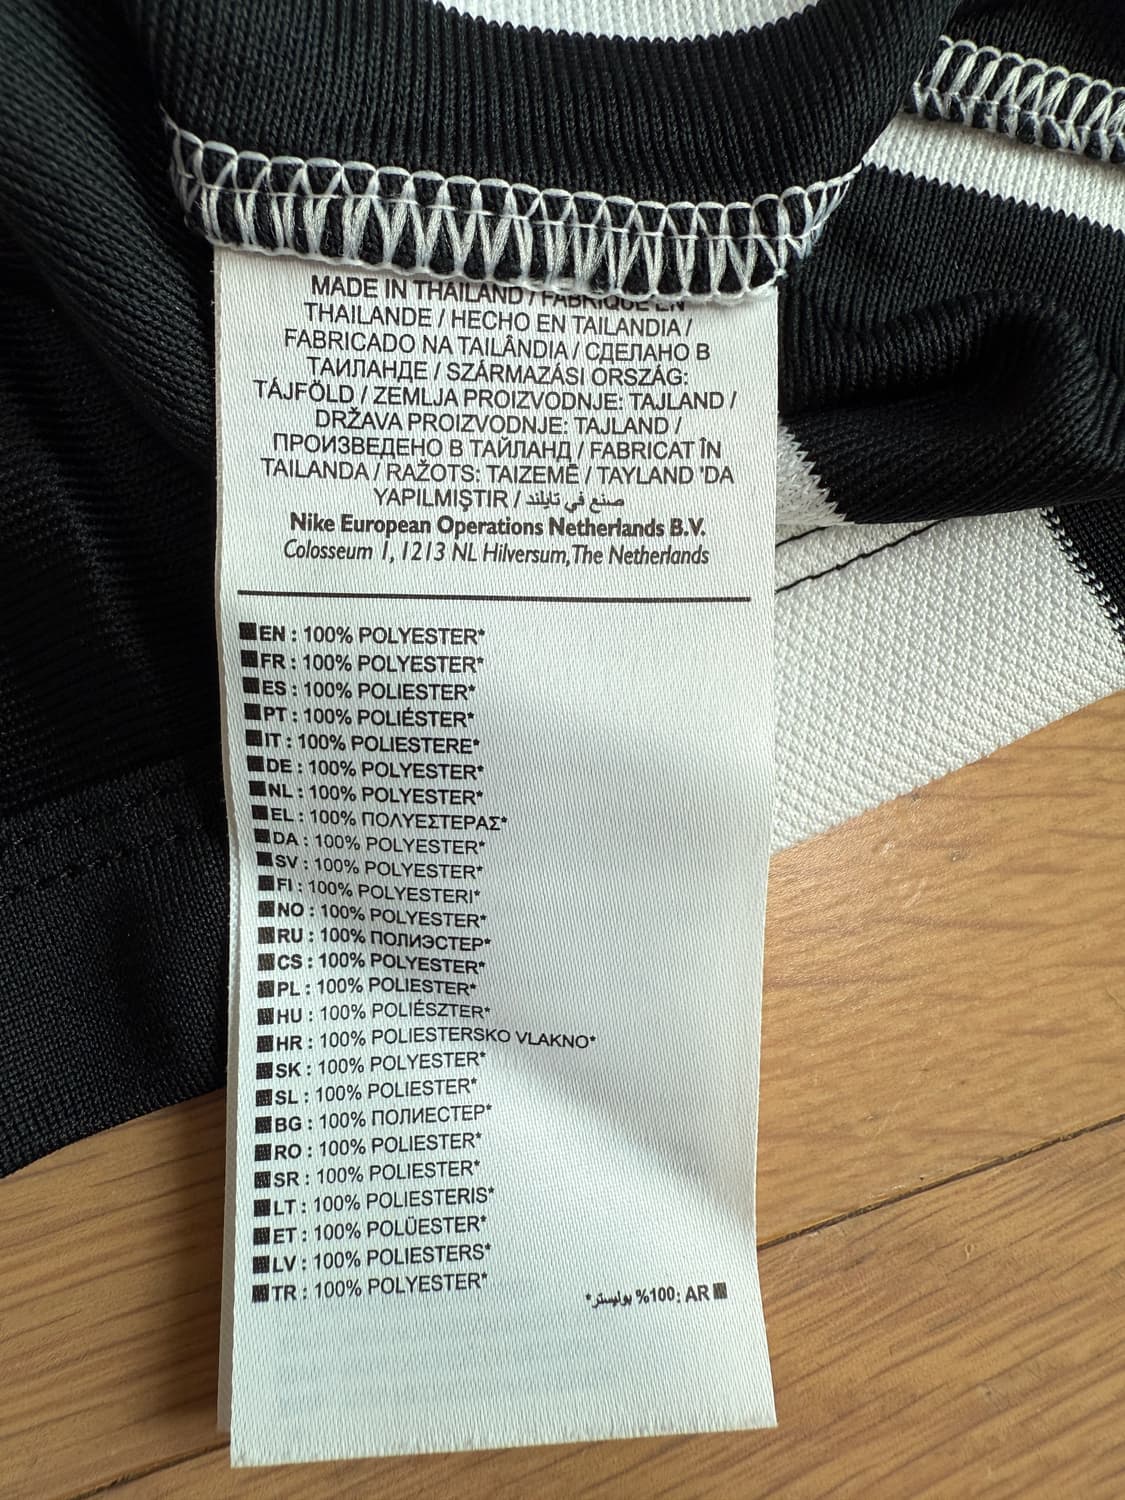 MADE IN THAILAND / FABRIQUÉ EN
THAILANDE / HECHO EN TAILANDIA /
FABRICADO NA TAILÂNDIA / СДЕЛАНО В
ТАИЛАНДЕ / SZÁRMAZÁSI ORSZÁG:
TÁJFÖLD / ZEMLJA PROIZVODNJE: TAJLAND /
DRŽAVA PROIZVODNJE: TAJLAND /
ПРОИЗВЕДЕНО В ТАЙЛАНД / FABRICAT ÎN
TAILANDA / RAŽOTS: TAIZEMĒ / TAYLAND 'DA
YAPILMIŞTIR / صنع في تايلند
Nike European Operations Netherlands B.V.
Colosseum 1, 1213 NL Hilversum, The Netherlands
EN : 100% POLYESTER*
FR : 100% POLYESTER*
ES : 100% POLIESTER*
PT : 100% POLIÉSTER*
IT : 100% POLIESTERE*
DE : 100% POLYESTER*
NL : 100% POLYESTER*
EL : 100% ΠΟΛΥΕΣΤΕΡΑΣ*
DA : 100% POLYESTER*
SV : 100% POLYESTER*
FI : 100% POLYESTERI*
NO : 100% POLYESTER*
RU : 100% ПОЛИЭСТЕР*
CS : 100% POLYESTER*
PL : 100% POLIESTER*
HU : 100% POLIÉSZTER*
HR : 100% POLIESTERSKO VLAKNO*
SK : 100% POLYESTER*
SL : 100% POLIESTER*
BG : 100% ПОЛИЕСТЕР*
RO : 100% POLIESTER*
SR : 100% POLIESTER*
LT : 100% POLIESTERIS*
ET : 100% POLÜESTER*
LV : 100% POLIESTERS*
TR : 100% POLYESTER*
AR :100% بوليستر*